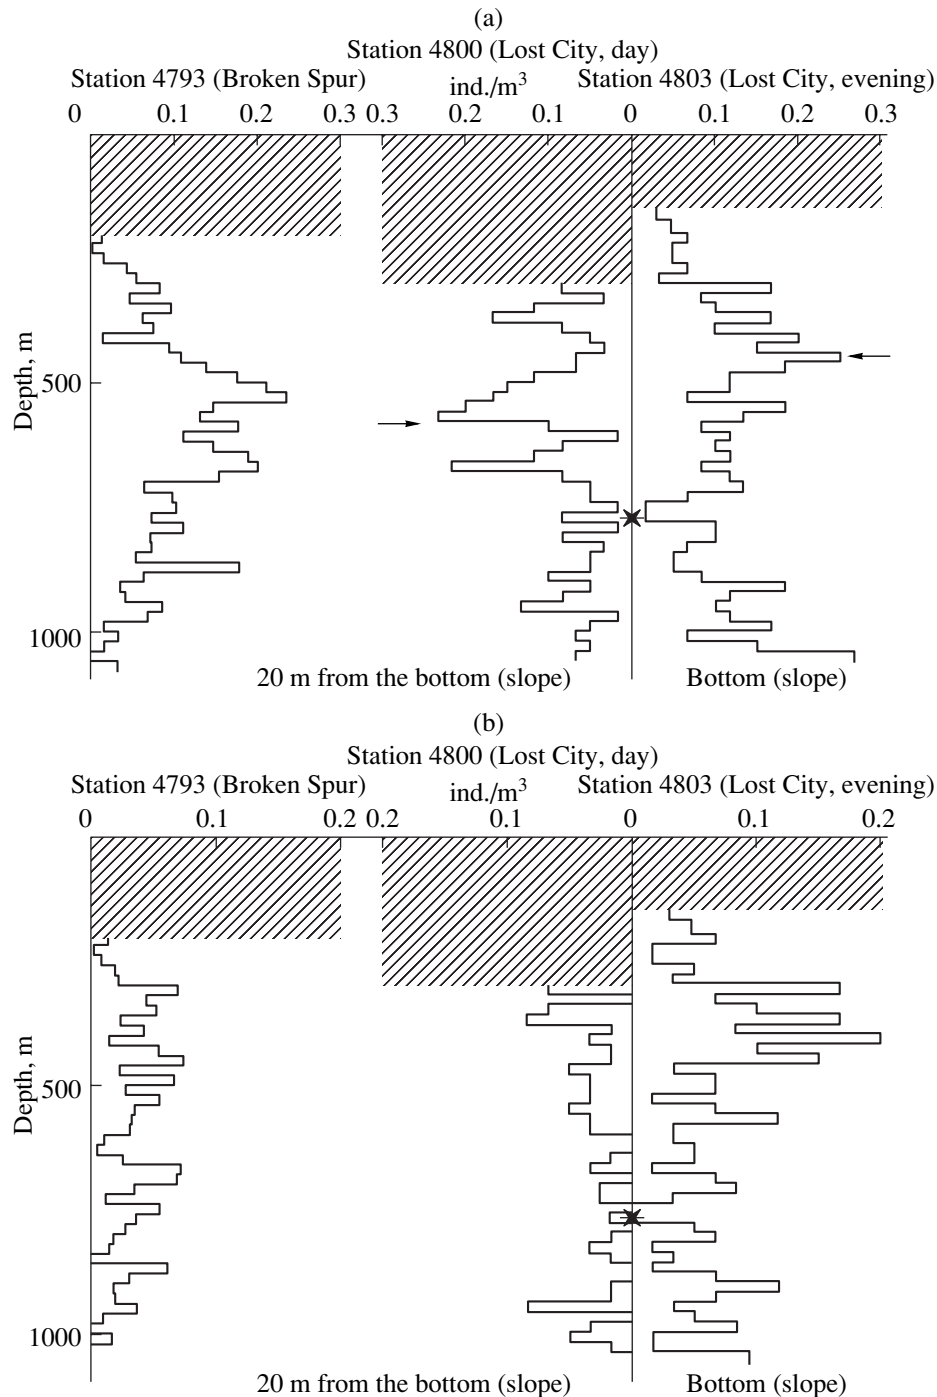 (a)
Station 4800 (Lost City, day)
Station 4793 (Broken Spur) ind./m³ Station 4803 (Lost City, evening)
0 0.1 0.2 0.3 0.3 0.2 0.1 0 0.1 0.2 0.3
Depth, m
500
1000
20 m from the bottom (slope) Bottom (slope)
(b)
Station 4800 (Lost City, day)
Station 4793 (Broken Spur) ind./m³ Station 4803 (Lost City, evening)
0 0.1 0.2 0.2 0.1 0 0.1 0.2
Depth, m
500
1000
20 m from the bottom (slope) Bottom (slope)